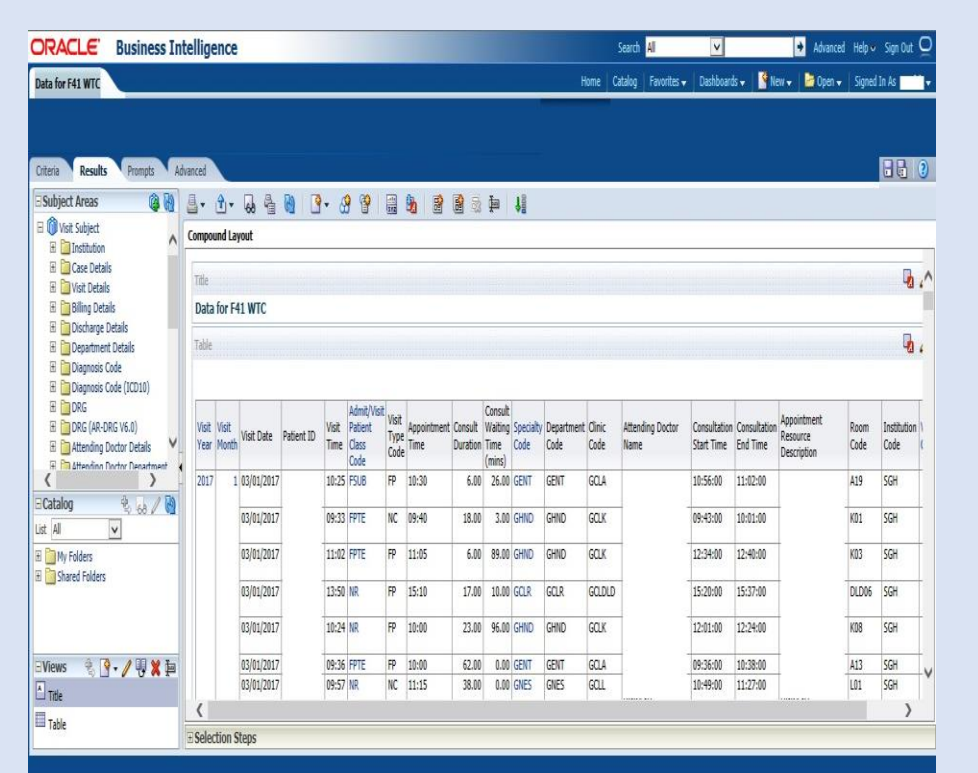 ORACLE Business Intelligence Search All Advanced Help Sign Out
Data for F41 WTC Home Catalog Favorites Dashboards New Open Signed In As
Criteria Results Prompts Advanced
Subject Areas
Visit Subject
Institution
Case Details
Visit Details
Billing Details
Discharge Details
Department Details
Diagnosis Code
Diagnosis Code (ICD10)
DRG
DRG (AR-DRG V6.0)
Attending Doctor Details
Attending Doctor Department
Catalog
List All
My Folders
Shared Folders
Views
Title
Table
Compound Layout
Title
Data for F41 WTC
Table
Visit Year Visit Month Visit Date Patient ID Visit Time Admit/Visit Patient Class Code Visit Type Code Appointment Time Consult Duration Consult Waiting Time (mins) Specialty Code Department Code Clinic Code Attending Doctor Name Consultation Start Time Consultation End Time Appointment Resource Description Room Code Institution Code
2017 1 03/01/2017 10:25 FSUB FP 10:30 6.00 26.00 GENT GENT GCLA 10:56:00 11:02:00 A19 SGH
03/01/2017 09:33 FPTE NC 09:40 18.00 3.00 GHND GHND GCLK 09:43:00 10:01:00 K01 SGH
03/01/2017 11:02 FPTE FP 11:05 6.00 89.00 GHND GHND GCLK 12:34:00 12:40:00 K03 SGH
03/01/2017 13:50 NR FP 15:10 17.00 10.00 GCLR GCLR GCLDLD 15:20:00 15:37:00 DLD06 SGH
03/01/2017 10:24 NR FP 10:00 23.00 96.00 GHND GHND GCLK 12:01:00 12:24:00 K08 SGH
03/01/2017 09:36 FPTE FP 10:00 62.00 0.00 GENT GENT GCLA 09:36:00 10:38:00 A13 SGH
03/01/2017 09:57 NR NC 11:15 38.00 0.00 GNES GNES GCLL 10:49:00 11:27:00 L01 SGH
Selection Steps